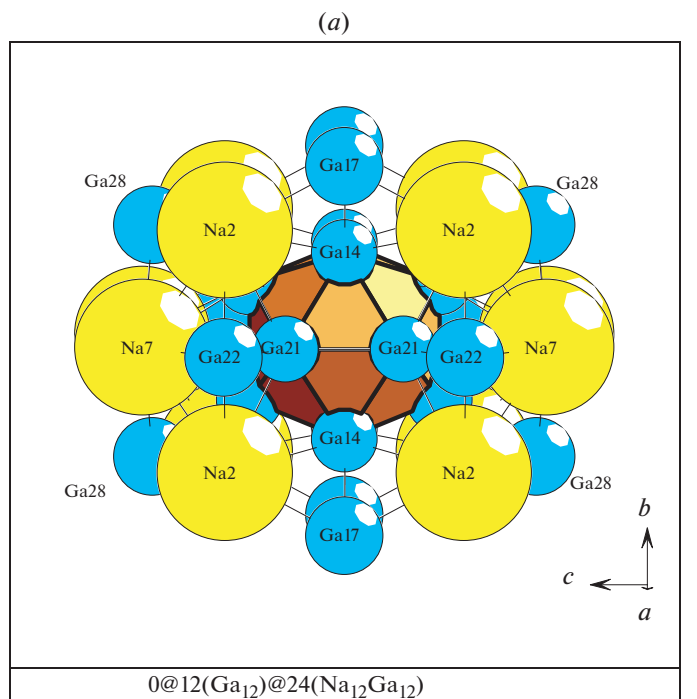 (a)
Ga17
Ga28
Ga28
Na2
Na2
Ga14
Na7
Ga22
Ga21
Ga21
Ga22
Na7
Ga14
Na2
Na2
Ga28
Ga28
Ga17
b
c
a
0@12(Ga₁₂)@24(Na₁₂Ga₁₂)